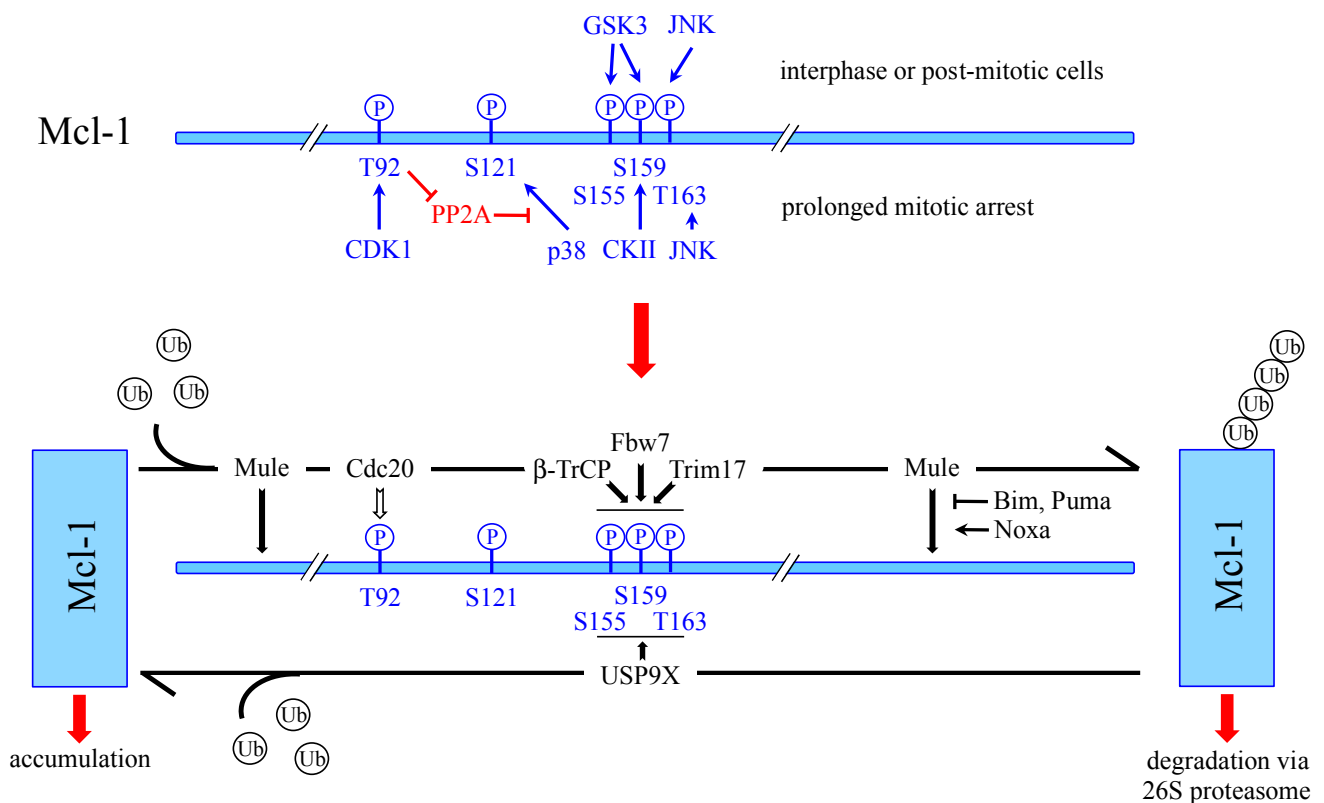 GSK3 JNK
interphase or post-mitotic cells
P P P P P
Mcl-1
T92 S121 S159
S155 T163
prolonged mitotic arrest
PP2A
CDK1 p38 CKII JNK
Ub
Ub Ub
Ub
Ub
Ub
Ub
Fbw7
Mule Cdc20 β-TrCP Trim17 Mule
Bim, Puma
Noxa
P P P P P
Mcl-1
Mcl-1
T92 S121 S159
S155 T163
USP9X
Ub
Ub Ub
accumulation
degradation via
26S proteasome